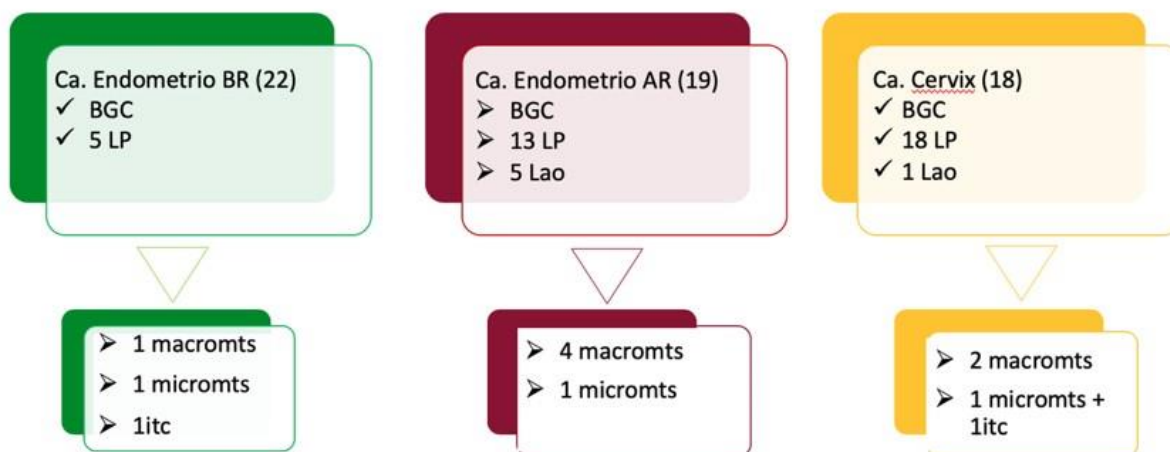 Ca. Endometrio BR (22)
✓ BGC
✓ 5 LP
Ca. Endometrio AR (19)
➢ BGC
➢ 13 LP
➢ 5 Lao
Ca. Cervix (18)
✓ BGC
✓ 18 LP
✓ 1 Lao
➢ 1 macromts
➢ 1 micromts
➢ 1itc
➢ 4 macromts
➢ 1 micromts
➢ 2 macromts
➢ 1 micromts +
1itc